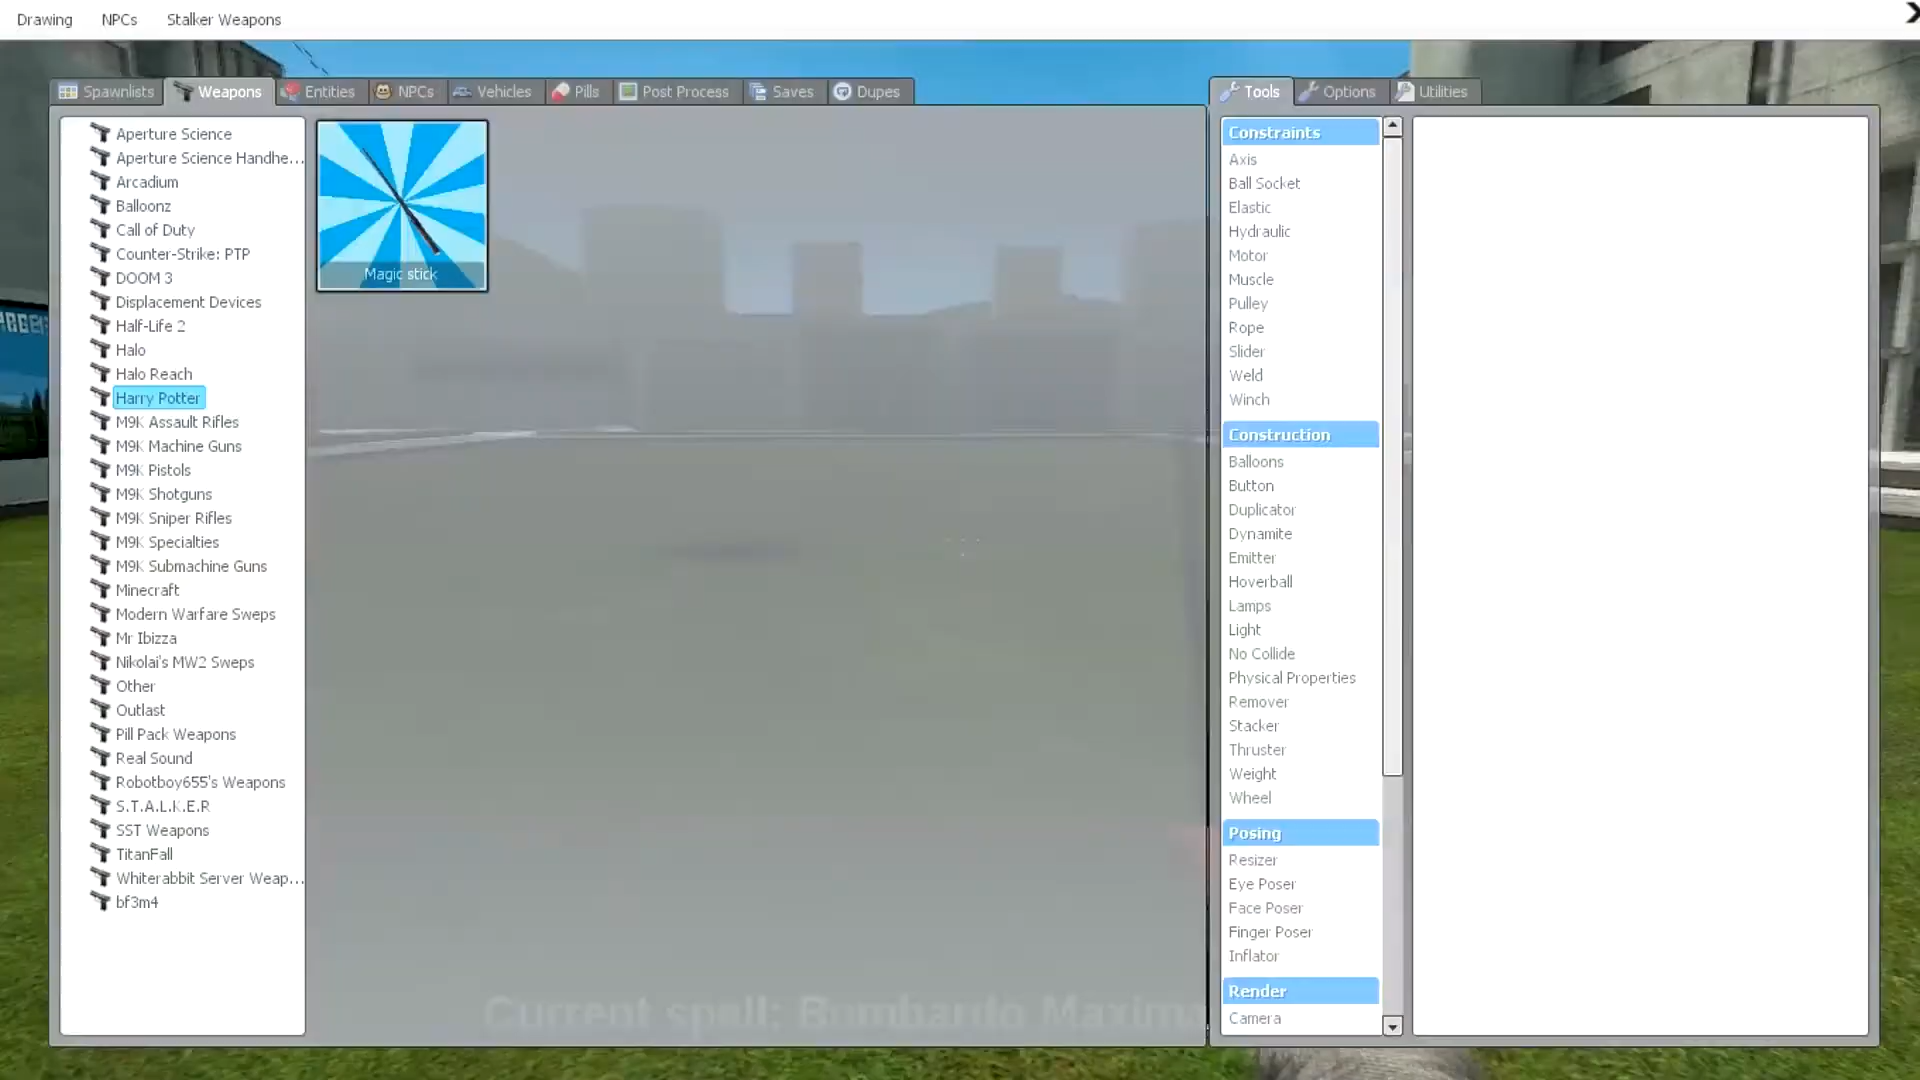 Drawing NPCs Stalker Weapons
Spawnlists Weapons Entities NPCs Vehicles Pills Post Process Saves Dupes
Tools Options Utilities
Aperture Science
Aperture Science Handhe...
Arcadium
Balloonz
Call of Duty
Counter-Strike: PTP
DOOM 3
Displacement Devices
Half-Life 2
Halo
Halo Reach
Harry Potter
M9K Assault Rifles
M9K Machine Guns
M9K Pistols
M9K Shotguns
M9K Sniper Rifles
M9K Specialties
M9K Submachine Guns
Minecraft
Modern Warfare Sweps
Mr Ibizza
Nikolai's MW2 Sweps
Other
Outlast
Pill Pack Weapons
Real Sound
Robotboy655's Weapons
S.T.A.L.K.E.R
SST Weapons
TitanFall
Whiterabbit Server Weap...
bf3m4
Magic stick
Current spell: Bombardo Maxima
Constraints
Axis
Ball Socket
Elastic
Hydraulic
Motor
Muscle
Pulley
Rope
Slider
Weld
Winch
Construction
Balloons
Button
Duplicator
Dynamite
Emitter
Hoverball
Lamps
Light
No Collide
Physical Properties
Remover
Stacker
Thruster
Weight
Wheel
Posing
Resizer
Eye Poser
Face Poser
Finger Poser
Inflator
Render
Camera